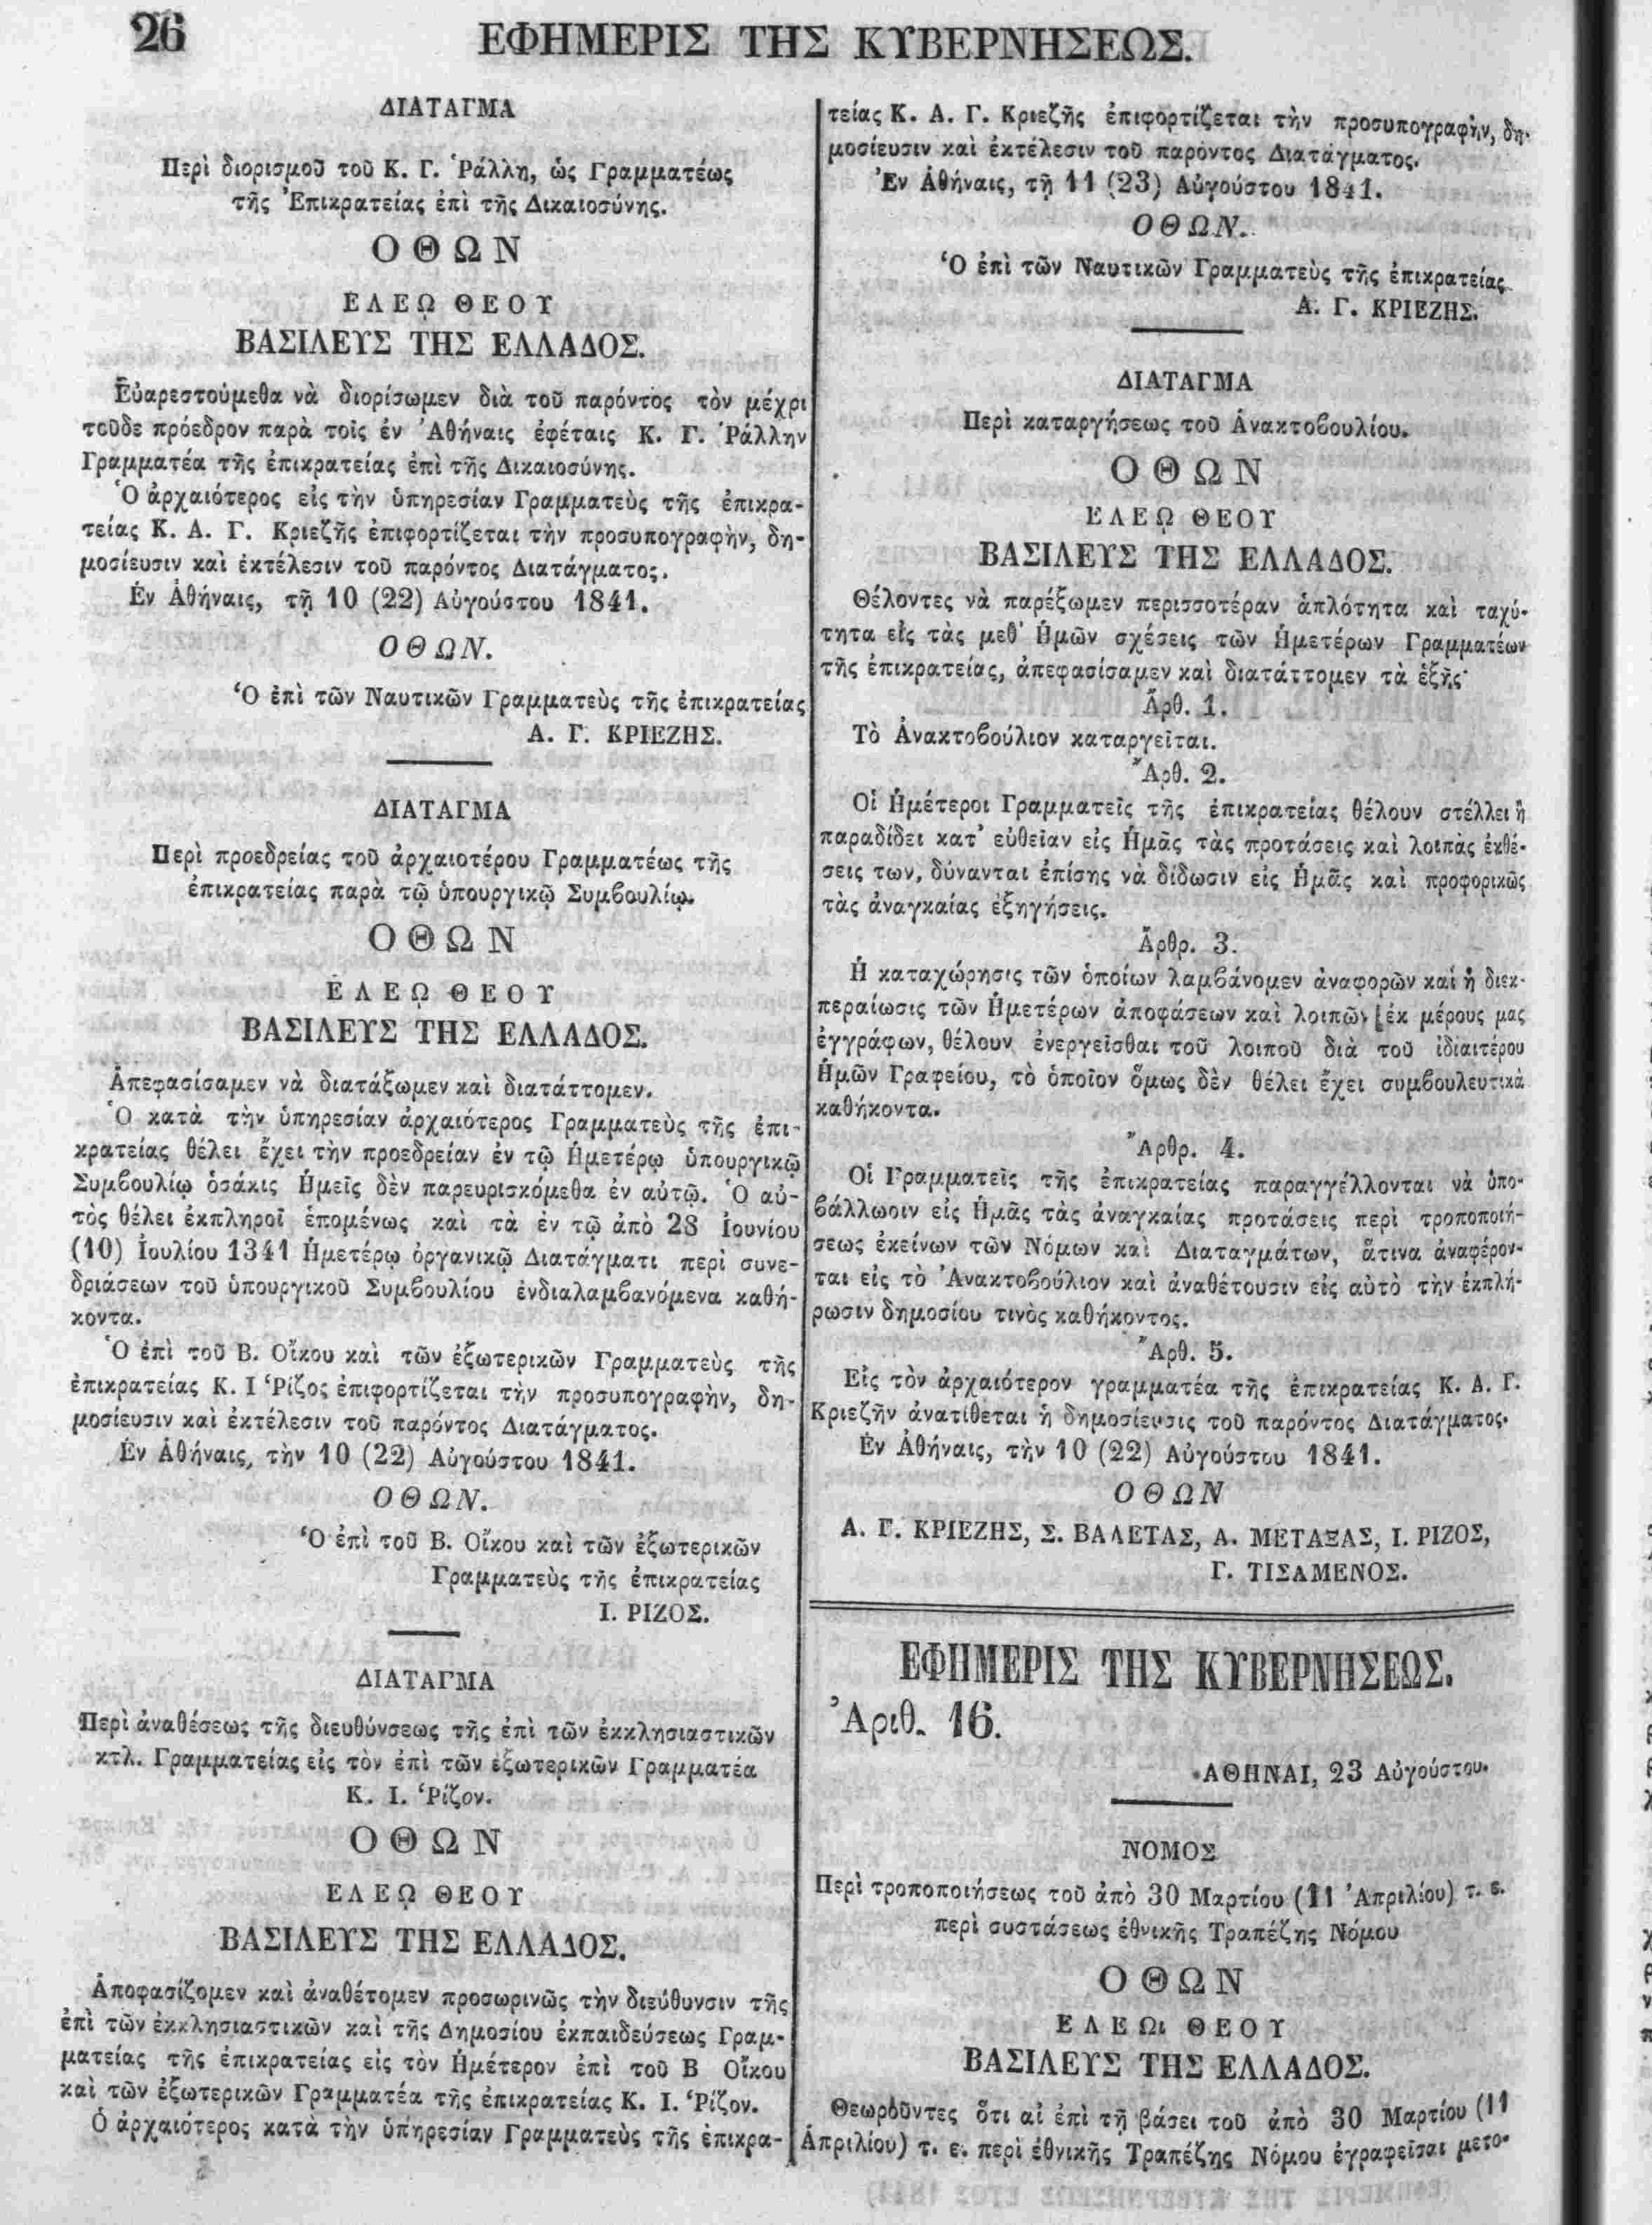 26
ΕΦΗΜΕΡΙΣ ΤΗΣ ΚΥΒΕΡΝΗΣΕΩΣ.
ΔΙΑΤΑΓΜΑ
Περὶ διορισμοῦ τοῦ Κ. Γ. Ῥάλλη, ὡς Γραμματέως
τῆς Ἐπικρατείας ἐπὶ τῆς Δικαιοσύνης.
ΟΘΩΝ
ΕΛΕῼ ΘΕΟΥ
ΒΑΣΙΛΕΥΣ ΤΗΣ ΕΛΛΑΔΟΣ.
Εὐαρεστούμεθα νὰ διορίσωμεν διὰ τοῦ παρόντος τὸν μέχρι
τοῦδε πρόεδρον παρὰ τοῖς ἐν Ἀθήναις ἐφέταις Κ. Γ. Ῥάλλην
Γραμματέα τῆς ἐπικρατείας ἐπὶ τῆς Δικαιοσύνης.
Ὁ ἀρχαιότερος εἰς τὴν ὑπηρεσίαν Γραμματεὺς τῆς ἐπικρα-
τείας Κ. Α. Γ. Κριεζῆς ἐπιφορτίζεται τὴν προσυπογραφὴν, δη-
μοσίευσιν καὶ ἐκτέλεσιν τοῦ παρόντος Διατάγματος.
Ἐν Ἀθήναις, τῇ 10 (22) Αὐγούστου 1841.
ΟΘΩΝ.
Ὁ ἐπὶ τῶν Ναυτικῶν Γραμματεὺς τῆς ἐπικρατείας
Α. Γ. ΚΡΙΕΖΗΣ.
ΔΙΑΤΑΓΜΑ
Περὶ προεδρείας τοῦ ἀρχαιοτέρου Γραμματέως τῆς
ἐπικρατείας παρὰ τῷ ὑπουργικῷ Συμβουλίῳ.
ΟΘΩΝ
ΕΛΕῼ ΘΕΟΥ
ΒΑΣΙΛΕΥΣ ΤΗΣ ΕΛΛΑΔΟΣ.
Ἀπεφασίσαμεν νὰ διατάξωμεν καὶ διατάττομεν.
Ὁ κατὰ τὴν ὑπηρεσίαν ἀρχαιότερος Γραμματεὺς τῆς ἐπι-
κρατείας θέλει ἔχει τὴν προεδρείαν ἐν τῷ Ἡμετέρῳ ὑπουργικῷ
Συμβουλίῳ ὁσάκις Ἡμεῖς δὲν παρευρισκόμεθα ἐν αὐτῷ. Ὁ αὐ-
τὸς θέλει ἐκπληροῖ ἑπομένως καὶ τὰ ἐν τῷ ἀπὸ 28 Ἰουνίου
(10) Ἰουλίου 1341 Ἡμετέρῳ ὀργανικῷ Διατάγματι περὶ συνε-
δριάσεων τοῦ ὑπουργικοῦ Συμβουλίου ἐνδιαλαμβανόμενα καθή-
κοντα.
Ὁ ἐπὶ τοῦ Β. Οἴκου καὶ τῶν ἐξωτερικῶν Γραμματεὺς τῆς
ἐπικρατείας Κ. Ι Ῥίζος ἐπιφορτίζεται τὴν προσυπογραφὴν, δη-
μοσίευσιν καὶ ἐκτέλεσιν τοῦ παρόντος Διατάγματος.
Ἐν Ἀθήναις, τὴν 10 (22) Αὐγούστου 1841.
ΟΘΩΝ.
Ὁ ἐπὶ τοῦ Β. Οἴκου καὶ τῶν ἐξωτερικῶν
Γραμματεὺς τῆς ἐπικρατείας
Ι. ΡΙΖΟΣ.
ΔΙΑΤΑΓΜΑ
Περὶ ἀναθέσεως τῆς διευθύνσεως τῆς ἐπὶ τῶν ἐκκλησιαστικῶν
κτλ. Γραμματείας εἰς τὸν ἐπὶ τῶν ἐξωτερικῶν Γραμματέα
Κ. Ι. Ῥίζον.
ΟΘΩΝ
ΕΛΕῼ ΘΕΟΥ
ΒΑΣΙΛΕΥΣ ΤΗΣ ΕΛΛΑΔΟΣ.
Ἀποφασίζομεν καὶ ἀναθέτομεν προσωρινῶς τὴν διεύθυνσιν τῆς
ἐπὶ τῶν ἐκκλησιαστικῶν καὶ τῆς Δημοσίου ἐκπαιδεύσεως Γραμ-
ματείας τῆς ἐπικρατείας εἰς τὸν Ἡμέτερον ἐπὶ τοῦ Β Οἴκου
καὶ τῶν ἐξωτερικῶν Γραμματέα τῆς ἐπικρατείας Κ. Ι. Ῥίζον.
Ὁ ἀρχαιότερος κατὰ τὴν ὑπηρεσίαν Γραμματεὺς τῆς ἐπικρα-
τείας Κ. Α. Γ. Κριεζῆς ἐπιφορτίζεται τὴν προσυπογραφὴν, δη-
μοσίευσιν καὶ ἐκτέλεσιν τοῦ παρόντος Διατάγματος.
Ἐν Ἀθήναις, τῇ 11 (23) Αὐγούστου 1841.
ΟΘΩΝ.
Ὁ ἐπὶ τῶν Ναυτικῶν Γραμματεὺς τῆς ἐπικρατείας
Α. Γ. ΚΡΙΕΖΗΣ.
ΔΙΑΤΑΓΜΑ
Περὶ καταργήσεως τοῦ Ἀνακτοβουλίου.
ΟΘΩΝ
ΕΛΕῼ ΘΕΟΥ
ΒΑΣΙΛΕΥΣ ΤΗΣ ΕΛΛΑΔΟΣ.
Θέλοντες νὰ παρέξωμεν περισσοτέραν ἁπλότητα καὶ ταχύ-
τητα εἰς τὰς μεθ' Ἡμῶν σχέσεις τῶν Ἡμετέρων Γραμματέων
τῆς ἐπικρατείας, ἀπεφασίσαμεν καὶ διατάττομεν τὰ ἑξῆς·
Ἄρθ. 1.
Τὸ Ἀνακτοβούλιον καταργεῖται.
Ἄρθ. 2.
Οἱ Ἡμέτεροι Γραμματεῖς τῆς ἐπικρατείας θέλουν στέλλει ἢ
παραδίδει κατ' εὐθεῖαν εἰς Ἡμᾶς τὰς προτάσεις καὶ λοιπὰς ἐκθέ-
σεις των, δύνανται ἐπίσης νὰ δίδωσιν εἰς Ἡμᾶς καὶ προφορικῶς
τὰς ἀναγκαίας ἐξηγήσεις.
Ἄρθρ. 3.
Ἡ καταχώρησις τῶν ὁποίων λαμβάνομεν ἀναφορῶν καὶ ἡ διεκ-
περαίωσις τῶν Ἡμετέρων ἀποφάσεων καὶ λοιπῶν ἐκ μέρους μας
ἐγγράφων, θέλουν ἐνεργεῖσθαι τοῦ λοιποῦ διὰ τοῦ ἰδιαιτέρου
Ἡμῶν Γραφείου, τὸ ὁποῖον ὅμως δὲν θέλει ἔχει συμβουλευτικὰ
καθήκοντα.
Ἄρθρ. 4.
Οἱ Γραμματεῖς τῆς ἐπικρατείας παραγγέλλονται νὰ ὑπο-
βάλλωσιν εἰς Ἡμᾶς τὰς ἀναγκαίας προτάσεις περὶ τροποποιή-
σεως ἐκείνων τῶν Νόμων καὶ Διαταγμάτων, ἅτινα ἀναφέρον-
ται εἰς τὸ Ἀνακτοβούλιον καὶ ἀναθέτουσιν εἰς αὐτὸ τὴν ἐκπλή-
ρωσιν δημοσίου τινὸς καθήκοντος.
Ἄρθ. 5.
Εἰς τὸν ἀρχαιότερον γραμματέα τῆς ἐπικρατείας Κ. Α. Γ.
Κριεζῆν ἀνατίθεται ἡ δημοσίευσις τοῦ παρόντος Διατάγματος.
Ἐν Ἀθήναις, τὴν 10 (22) Αὐγούστου 1841.
ΟΘΩΝ
Α. Γ. ΚΡΙΕΖΗΣ, Σ. ΒΑΛΕΤΑΣ, Α. ΜΕΤΑΞΑΣ, Ι. ΡΙΖΟΣ,
Γ. ΤΙΣΑΜΕΝΟΣ.
ΕΦΗΜΕΡΙΣ ΤΗΣ ΚΥΒΕΡΝΗΣΕΩΣ.
Ἀριθ. 16.
ΑΘΗΝΑΙ, 23 Αὐγούστου.
ΝΟΜΟΣ
Περὶ τροποποιήσεως τοῦ ἀπὸ 30 Μαρτίου (11 Ἀπριλίου) τ. ε.
περὶ συστάσεως ἐθνικῆς Τραπέζης Νόμου
ΟΘΩΝ
ΕΛΕΩι ΘΕΟΥ
ΒΑΣΙΛΕΥΣ ΤΗΣ ΕΛΛΑΔΟΣ.
Θεωροῦντες ὅτι αἱ ἐπὶ τῇ βάσει τοῦ ἀπὸ 30 Μαρτίου (11
Ἀπριλίου) τ. ε. περὶ ἐθνικῆς Τραπέζης Νόμου ἐγραφεῖσαι μετο-